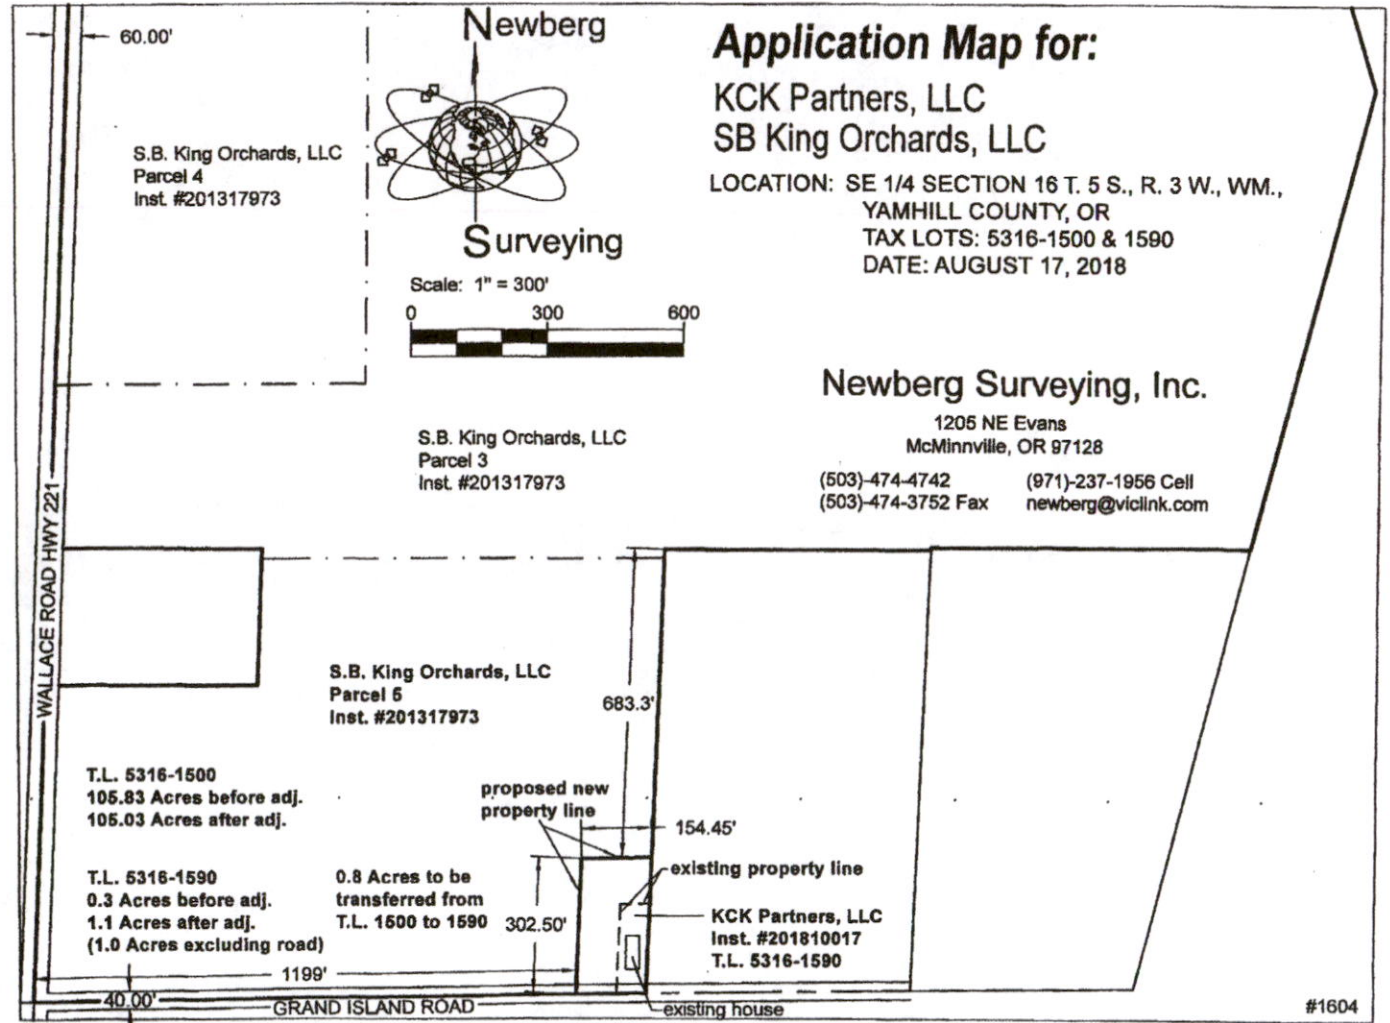 60.00'
Newberg
Surveying
Application Map for:
KCK Partners, LLC
SB King Orchards, LLC
LOCATION: SE 1/4 SECTION 16 T. 5 S., R. 3 W., WM.,
YAMHILL COUNTY, OR
TAX LOTS: 5316-1500 & 1590
DATE: AUGUST 17, 2018
S.B. King Orchards, LLC
Parcel 4
Inst. #201317973
Scale: 1" = 300'
0 300 600
Newberg Surveying, Inc.
1205 NE Evans
McMinnville, OR 97128
(503)-474-4742 (971)-237-1956 Cell
(503)-474-3752 Fax newberg@viclink.com
S.B. King Orchards, LLC
Parcel 3
Inst. #201317973
WALLACE ROAD HWY 221
S.B. King Orchards, LLC
Parcel 5
Inst. #201317973
683.3'
T.L. 5316-1500
105.83 Acres before adj.
105.03 Acres after adj.
proposed new
property line
154.45'
existing property line
T.L. 5316-1590
0.3 Acres before adj.
1.1 Acres after adj.
(1.0 Acres excluding road)
0.8 Acres to be
transferred from
T.L. 1500 to 1590
302.50'
KCK Partners, LLC
Inst. #201810017
T.L. 5316-1590
1199'
40.00'
GRAND ISLAND ROAD
existing house
#1604